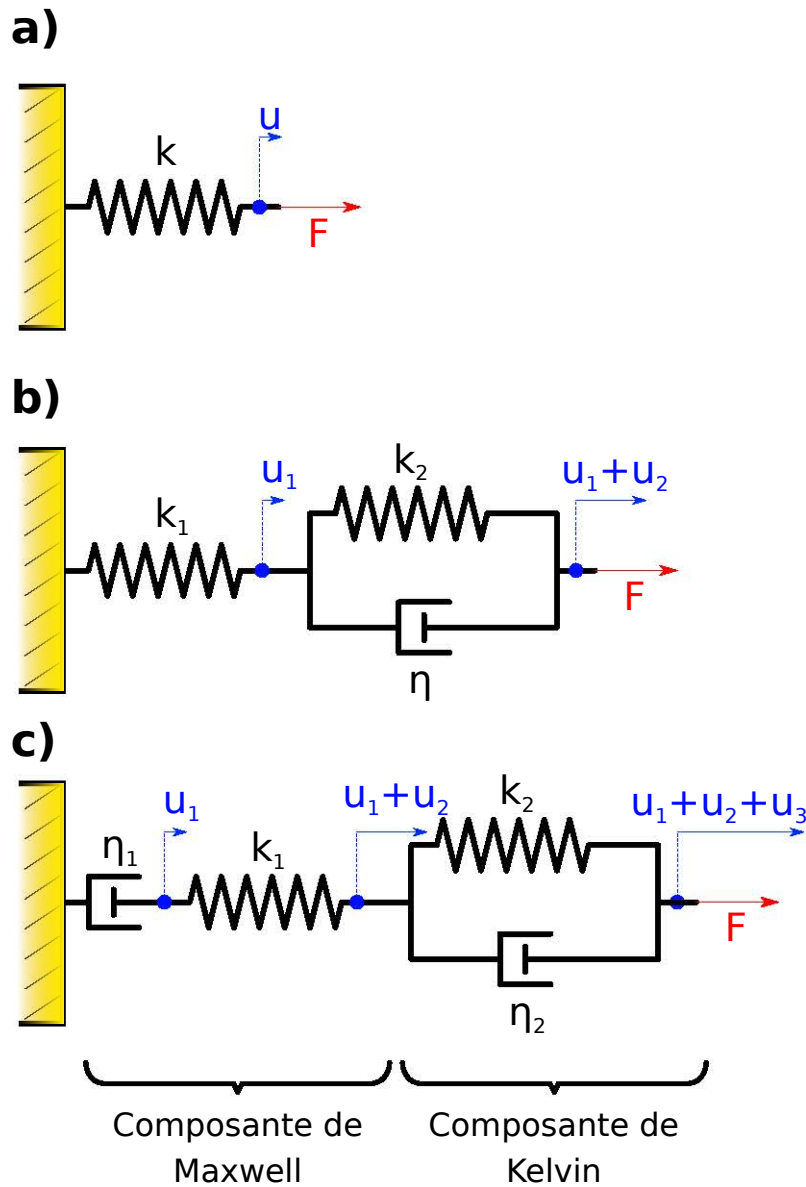 a)
u
k
F
b)
u₁
k₂
u₁+u₂
k₁
F
η
c)
u₁
u₁+u₂
k₂
u₁+u₂+u₃
η₁
k₁
F
η₂
Composante de
Maxwell
Composante de
Kelvin